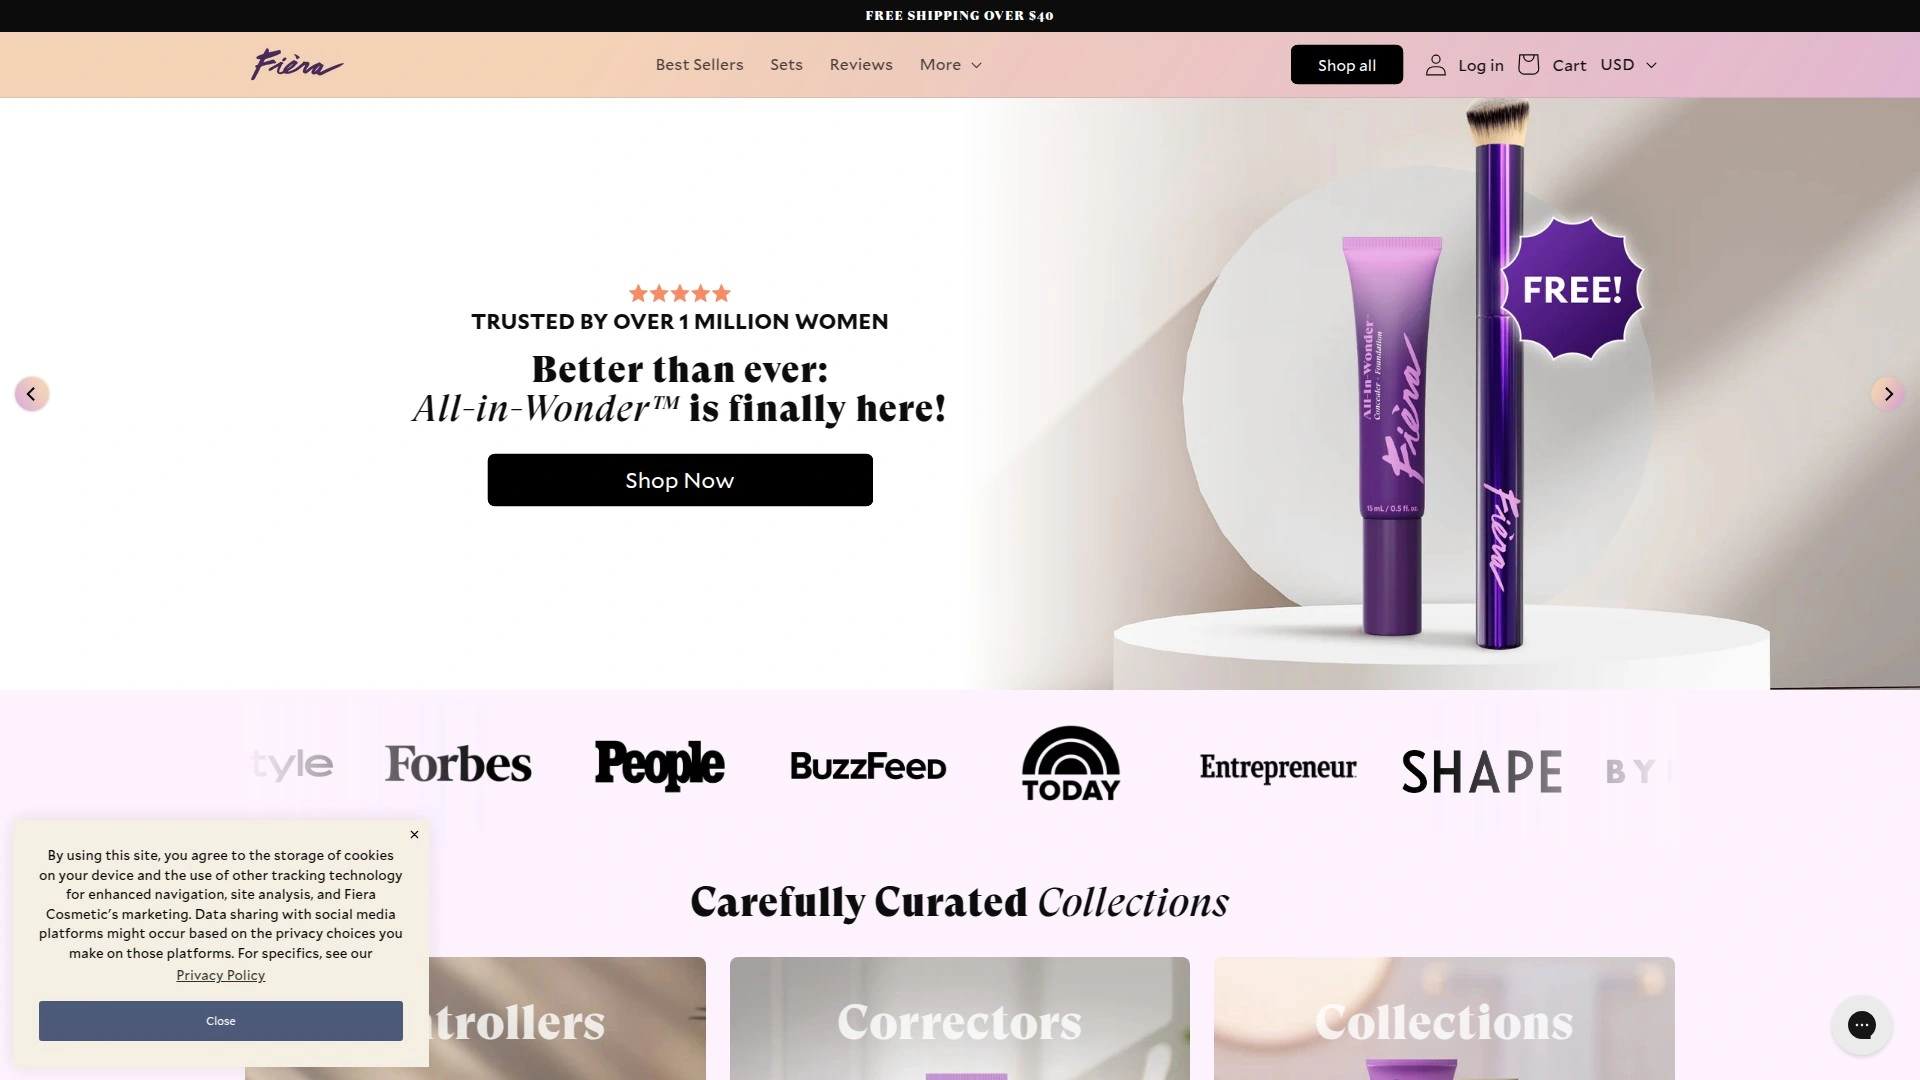 FREE SHIPPING OVER $40
Fièra
Best Sellers
Sets
Reviews
More
Shop all
Log in
Cart
USD
TRUSTED BY OVER 1 MILLION WOMEN
Better than ever:
All-in-Wonder™ is finally here!
Shop Now
FREE!
All-in-Wonder™
Concealer · Foundation
Fièra
15 mL / 0.5 fl. oz.
Fièra
tyle
Forbes
People
BuzzFeed
TODAY
Entrepreneur
SHAPE
BY
×
By using this site, you agree to the storage of cookies
on your device and the use of other tracking technology
for enhanced navigation, site analysis, and Fiera
Cosmetic's marketing. Data sharing with social media
platforms might occur based on the privacy choices you
make on those platforms. For specifics, see our
Privacy Policy
Close
Carefully Curated Collections
trollers
Correctors
Collections